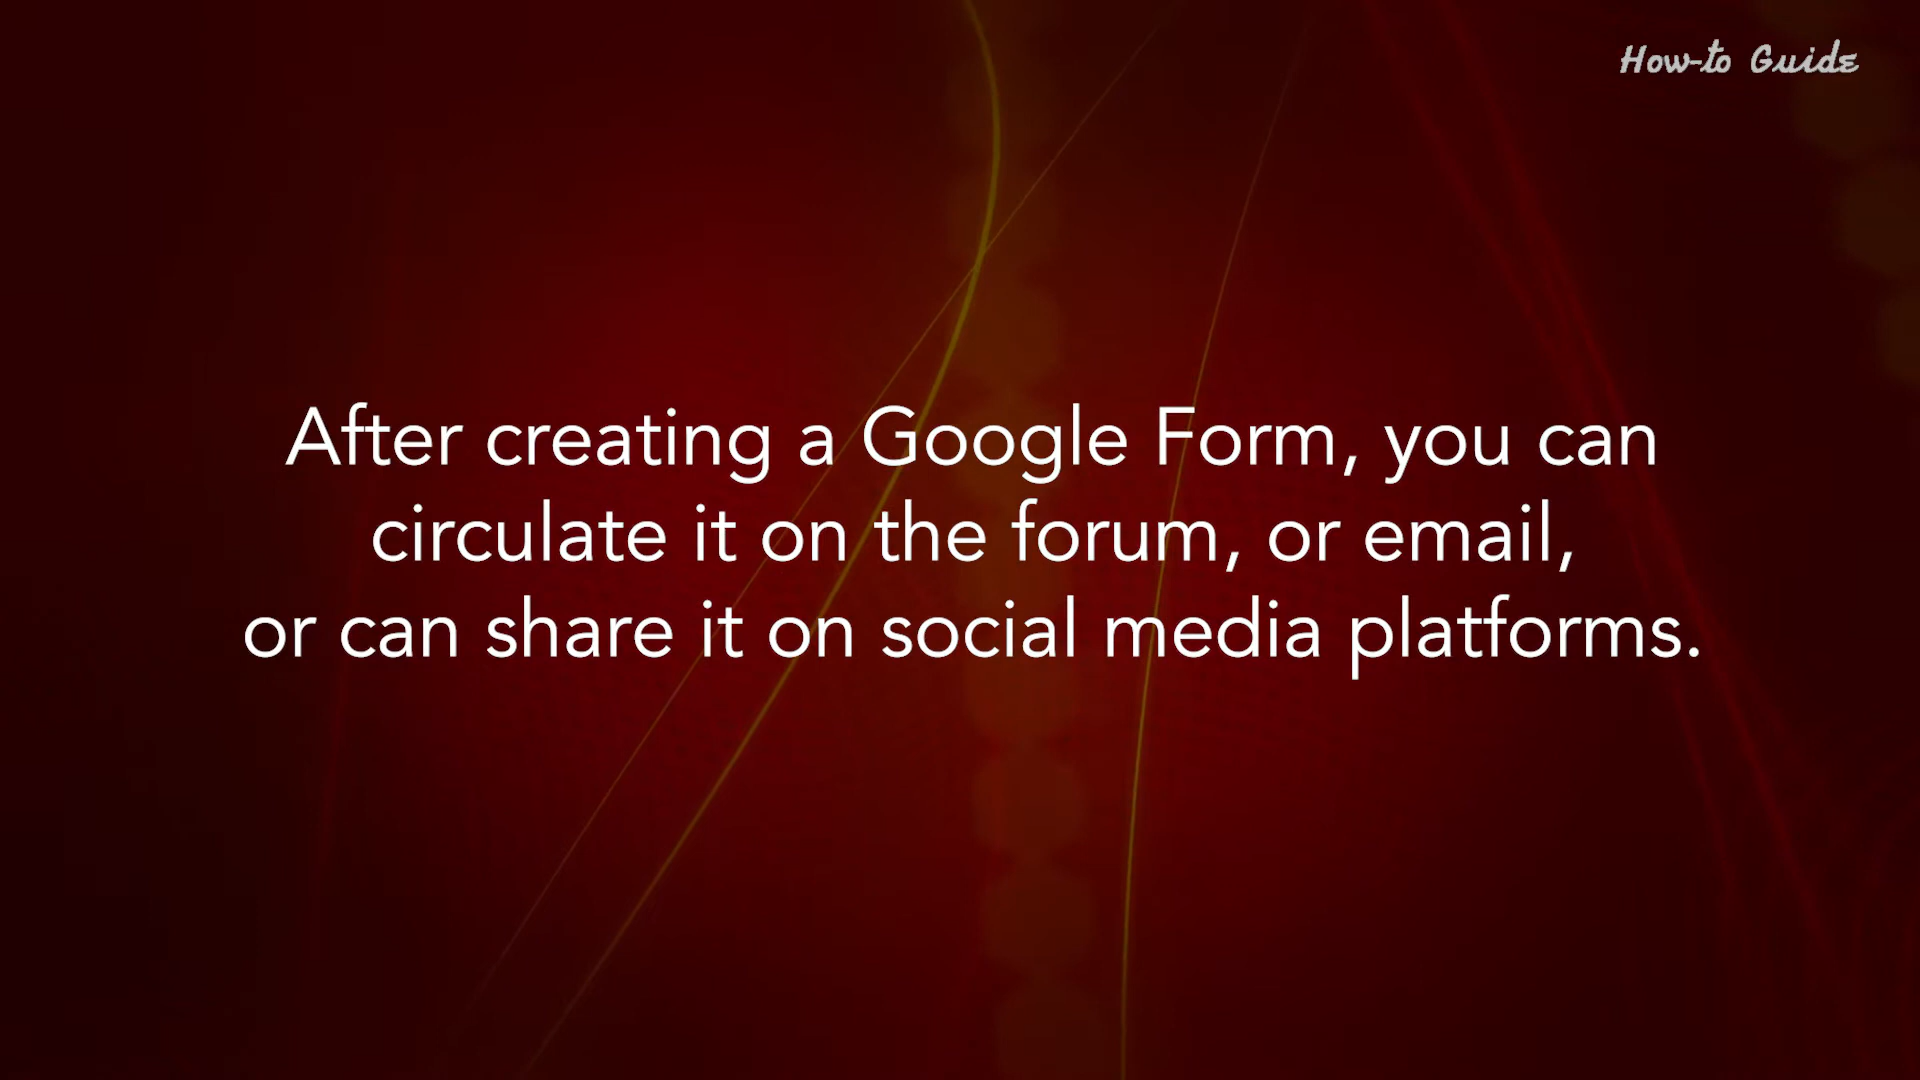 How-to Guide
After creating a Google Form, you can
circulate it on the forum, or email,
or can share it on social media platforms.